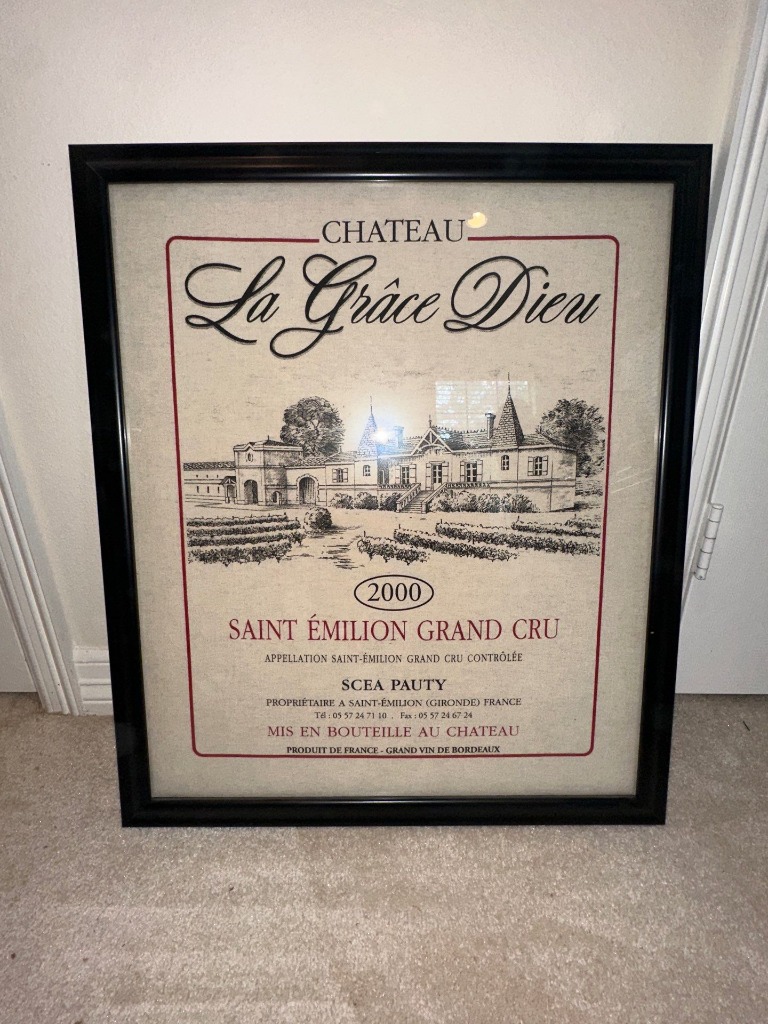 CHATEAU
La Grâce Dieu
2000
SAINT ÉMILION GRAND CRU
APPELLATION SAINT-ÉMILION GRAND CRU CONTRÔLÉE
SCEA PAUTY
PROPRIÉTAIRE A SAINT-ÉMILION (GIRONDE) FRANCE
Tél : 05 57 24 71 10 . Fax : 05 57 24 67 24
MIS EN BOUTEILLE AU CHATEAU
PRODUIT DE FRANCE - GRAND VIN DE BORDEAUX